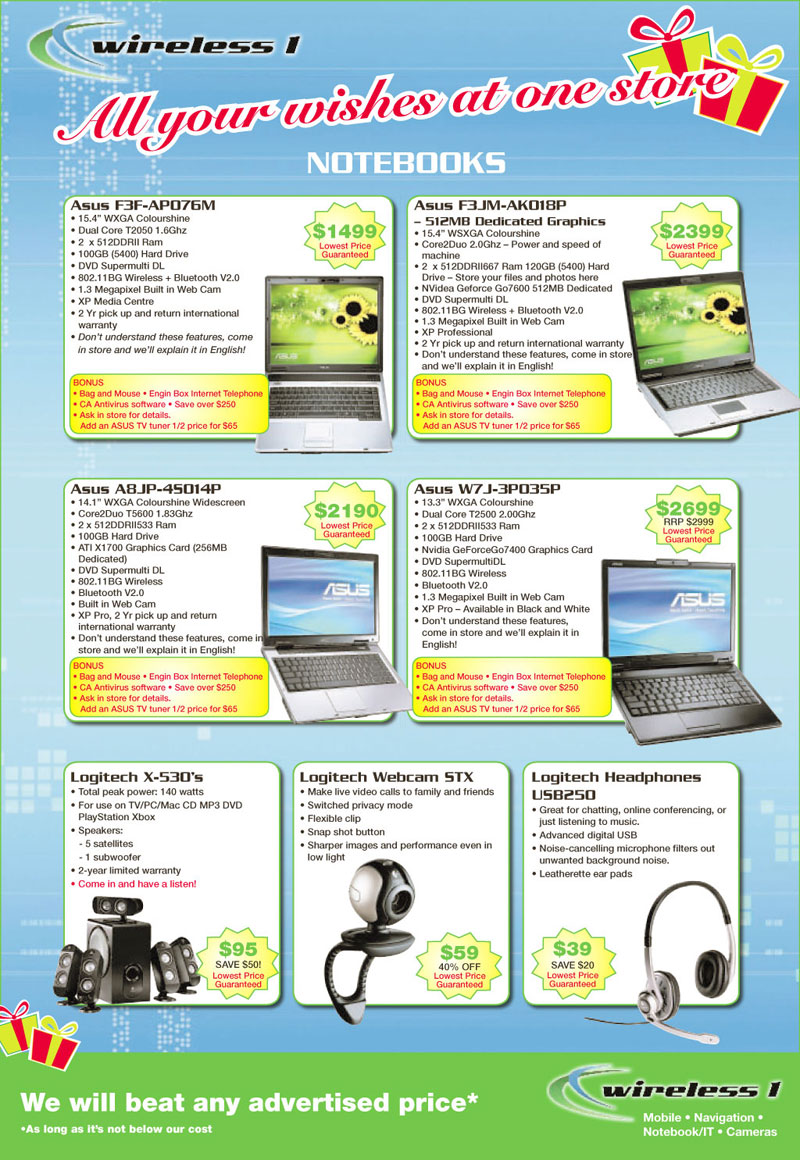 wireless 1
All your wishes at one store
NOTEBOOKS
Asus F3F-AP076M
• 15.4” WXGA Colourshine
• Dual Core T2050 1.6Ghz
• 2 x 512DDRII Ram
• 100GB (5400) Hard Drive
• DVD Supermulti DL
• 802.11BG Wireless + Bluetooth V2.0
• 1.3 Megapixel Built in Web Cam
• XP Media Centre
• 2 Yr pick up and return international
warranty
• Don’t understand these features, come
in store and we’ll explain it in English!
$1499
Lowest Price
Guaranteed
ASUS
BONUS
• Bag and Mouse • Engin Box Internet Telephone
• CA Antivirus software • Save over $250
• Ask in store for details.
Add an ASUS TV tuner 1/2 price for $65
Asus F3JM-AK018P
– 512MB Dedicated Graphics
• 15.4” WSXGA Colourshine
• Core2Duo 2.0Ghz – Power and speed of
machine
• 2 x 512DDRII667 Ram 120GB (5400) Hard
Drive – Store your files and photos here
• NVidea Geforce Go7600 512MB Dedicated
• DVD Supermulti DL
• 802.11BG Wireless + Bluetooth V2.0
• 1.3 Megapixel Built in Web Cam
• XP Professional
• 2 Yr pick up and return international warranty
• Don’t understand these features, come in store
and we’ll explain it in English!
$2399
Lowest Price
Guaranteed
ASUS
BONUS
• Bag and Mouse • Engin Box Internet Telephone
• CA Antivirus software • Save over $250
• Ask in store for details.
Add an ASUS TV tuner 1/2 price for $65
Asus A8JP-4S014P
• 14.1” WXGA Colourshine Widescreen
• Core2Duo T5600 1.83Ghz
• 2 x 512DDRII533 Ram
• 100GB Hard Drive
• ATI X1700 Graphics Card (256MB
Dedicated)
• DVD Supermulti DL
• 802.11BG Wireless
• Bluetooth V2.0
• Built in Web Cam
• XP Pro, 2 Yr pick up and return
international warranty
• Don’t understand these features, come in
store and we’ll explain it in English!
$2190
Lowest Price
Guaranteed
ASUS
BONUS
• Bag and Mouse • Engin Box Internet Telephone
• CA Antivirus software • Save over $250
• Ask in store for details.
Add an ASUS TV tuner 1/2 price for $65
Asus W7J-3P035P
• 13.3” WXGA Colourshine
• Dual Core T2500 2.00Ghz
• 2 x 512DDRII533 Ram
• 100GB Hard Drive
• Nvidia GeForceGo7400 Graphics Card
• DVD SupermultiDL
• 802.11BG Wireless
• Bluetooth V2.0
• 1.3 Megapixel Built in Web Cam
• XP Pro – Available in Black and White
• Don’t understand these features,
come in store and we’ll explain it in
English!
$2699
RRP $2999
Lowest Price
Guaranteed
ASUS
BONUS
• Bag and Mouse • Engin Box Internet Telephone
• CA Antivirus software • Save over $250
• Ask in store for details.
Add an ASUS TV tuner 1/2 price for $65
Logitech X-530’s
• Total peak power: 140 watts
• For use on TV/PC/Mac CD MP3 DVD
PlayStation Xbox
• Speakers:
- 5 satellites
- 1 subwoofer
• 2-year limited warranty
• Come in and have a listen!
$95
SAVE $50!
Lowest Price
Guaranteed
Logitech Webcam STX
• Make live video calls to family and friends
• Switched privacy mode
• Flexible clip
• Snap shot button
• Sharper images and performance even in
low light
$59
40% OFF
Lowest Price
Guaranteed
Logitech Headphones
USB250
• Great for chatting, online conferencing, or
just listening to music.
• Advanced digital USB
• Noise-cancelling microphone filters out
unwanted background noise.
• Leatherette ear pads
$39
SAVE $20
Lowest Price
Guaranteed
We will beat any advertised price*
•As long as it’s not below our cost
wireless 1
Mobile • Navigation •
Notebook/IT • Cameras